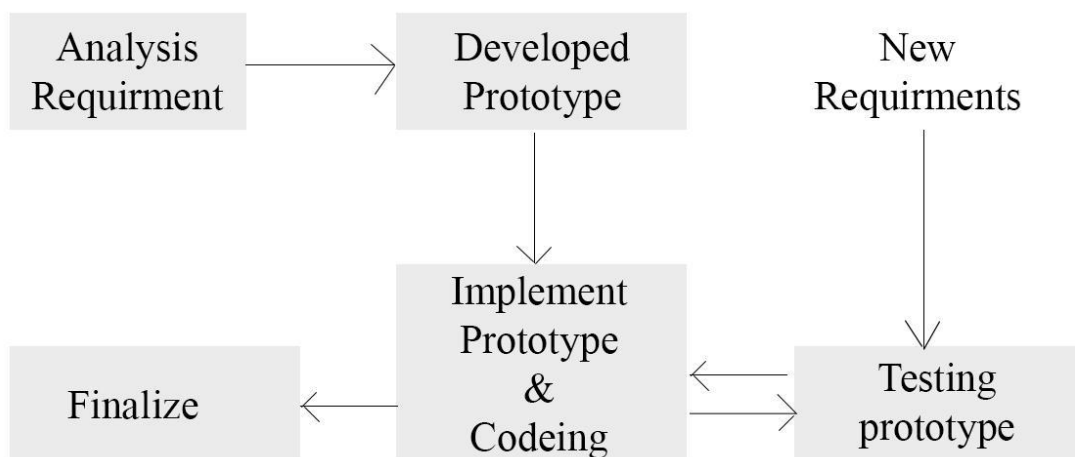 Analysis
Requirment
Developed
Prototype
New
Requirments
Implement
Prototype
&
Codeing
Finalize
Testing
prototype